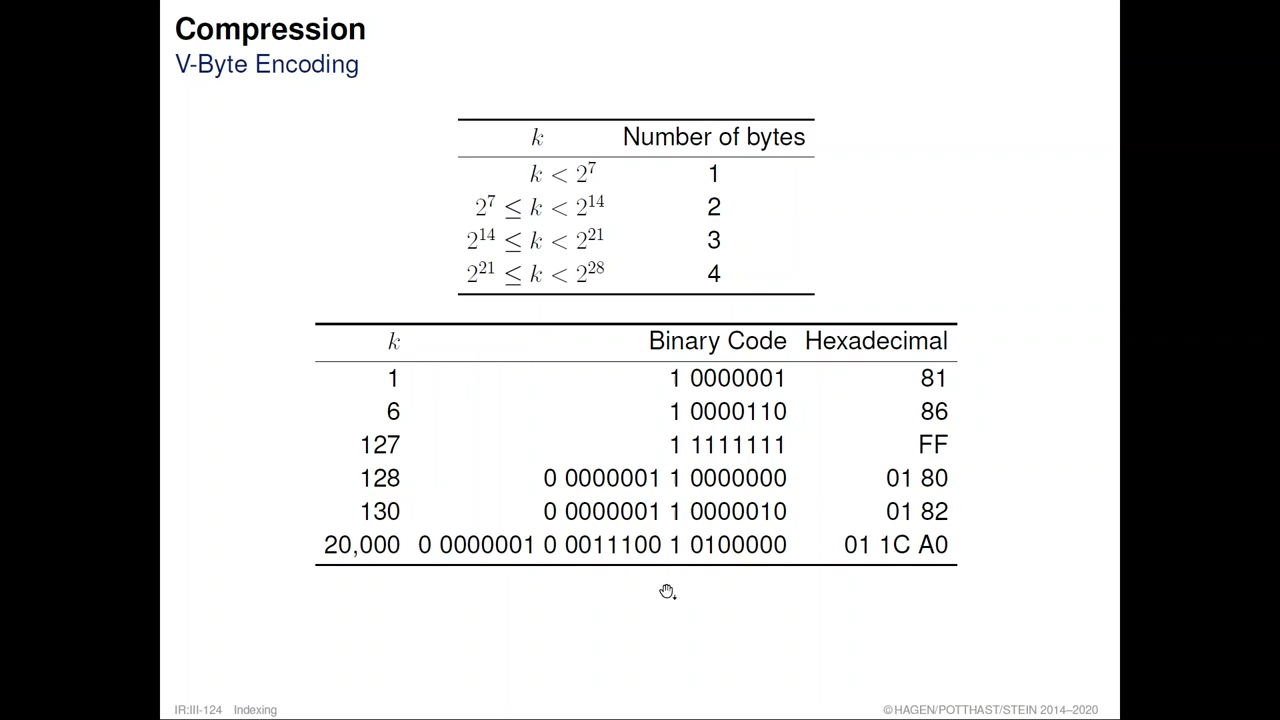 Compression
V-Byte Encoding
k Number of bytes
k < 2^7 1
2^7 ≤ k < 2^14 2
2^14 ≤ k < 2^21 3
2^21 ≤ k < 2^28 4
k Binary Code Hexadecimal
1 1 0000001 81
6 1 0000110 86
127 1 1111111 FF
128 0 0000001 1 0000000 01 80
130 0 0000001 1 0000010 01 82
20,000 0 0000001 0 0011100 1 0100000 01 1C A0
IR:III-124 Indexing ©HAGEN/POTTHAST/STEIN 2014–2020